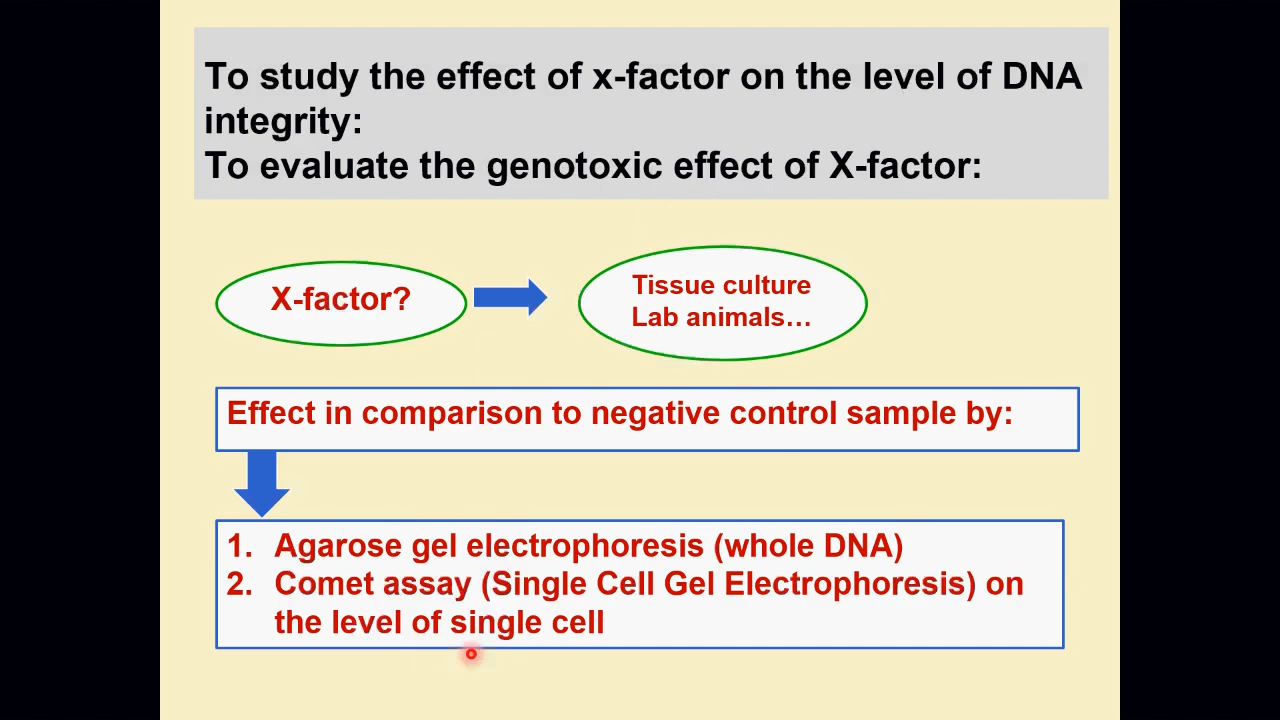 To study the effect of x-factor on the level of DNA
integrity:
To evaluate the genotoxic effect of X-factor:
X-factor?
Tissue culture
Lab animals…
Effect in comparison to negative control sample by:
1. Agarose gel electrophoresis (whole DNA)
2. Comet assay (Single Cell Gel Electrophoresis) on
the level of single cell